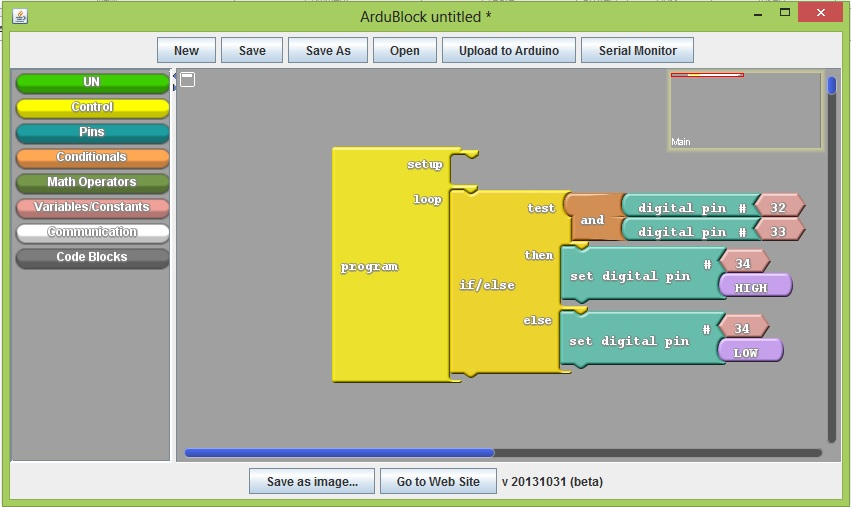 ArduBlock untitled *
New Save Save As Open Upload to Arduino Serial Monitor
UN
Control
Pins
Conditionals
Math Operators
Variables/Constants
Communication
Code Blocks
Main
program
setup
loop
if/else
test
and
digital pin # 32
digital pin # 33
then
set digital pin # 34
HIGH
else
set digital pin # 34
LOW
Save as image... Go to Web Site v 20131031 (beta)